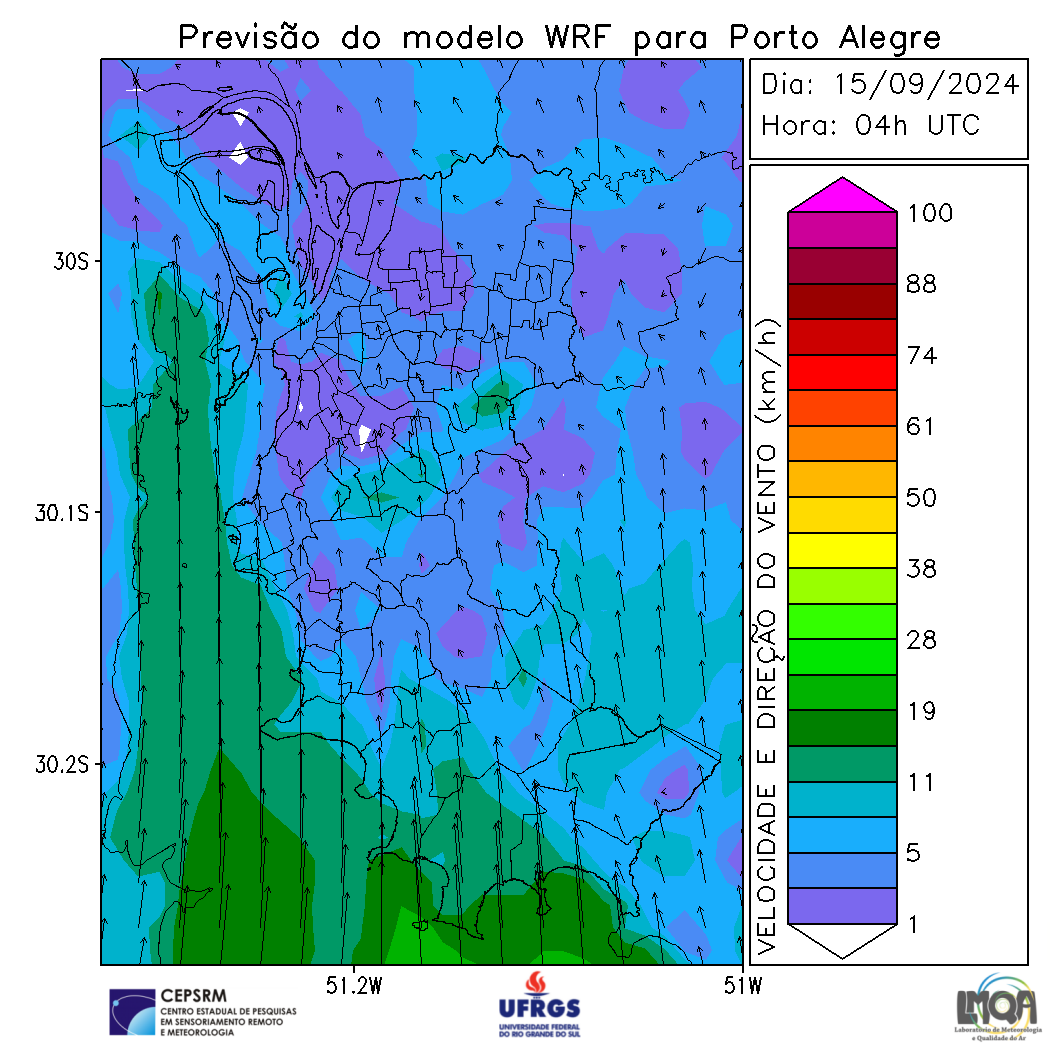 Previsão do modelo WRF para Porto Alegre
Dia: 15/09/2024
Hora: 04h UTC
30S
30.1S
30.2S
51.2W
51W
VELOCIDADE E DIREÇÃO DO VENTO (km/h)
100
88
74
61
50
38
28
19
11
5
1
CEPSRM
CENTRO ESTADUAL DE PESQUISAS
EM SENSORIAMENTO REMOTO
E METEOROLOGIA
UFRGS
UNIVERSIDADE FEDERAL
DO RIO GRANDE DO SUL
LMQA
Laboratório de Meteorologia
e Qualidade do Ar